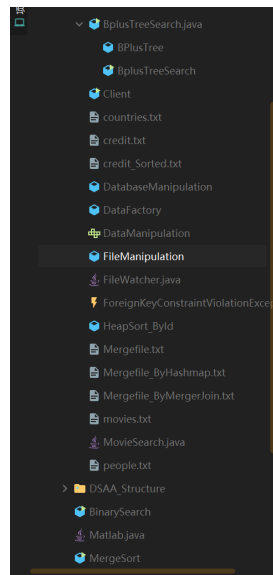 BplusTreeSearch.java
BPlusTree
BplusTreeSearch
Client
countries.txt
credit.txt
credit_Sorted.txt
DatabaseManipulation
DataFactory
DataManipulation
FileManipulation
FileWatcher.java
ForeignKeyConstraintViolationExce
HeapSort_ById
Mergefile.txt
Mergefile_ByHashmap.txt
Mergefile_ByMergerJoin.txt
movies.txt
MovieSearch.java
people.txt
DSAA_Structure
BinarySearch
Matlab.java
MergeSort